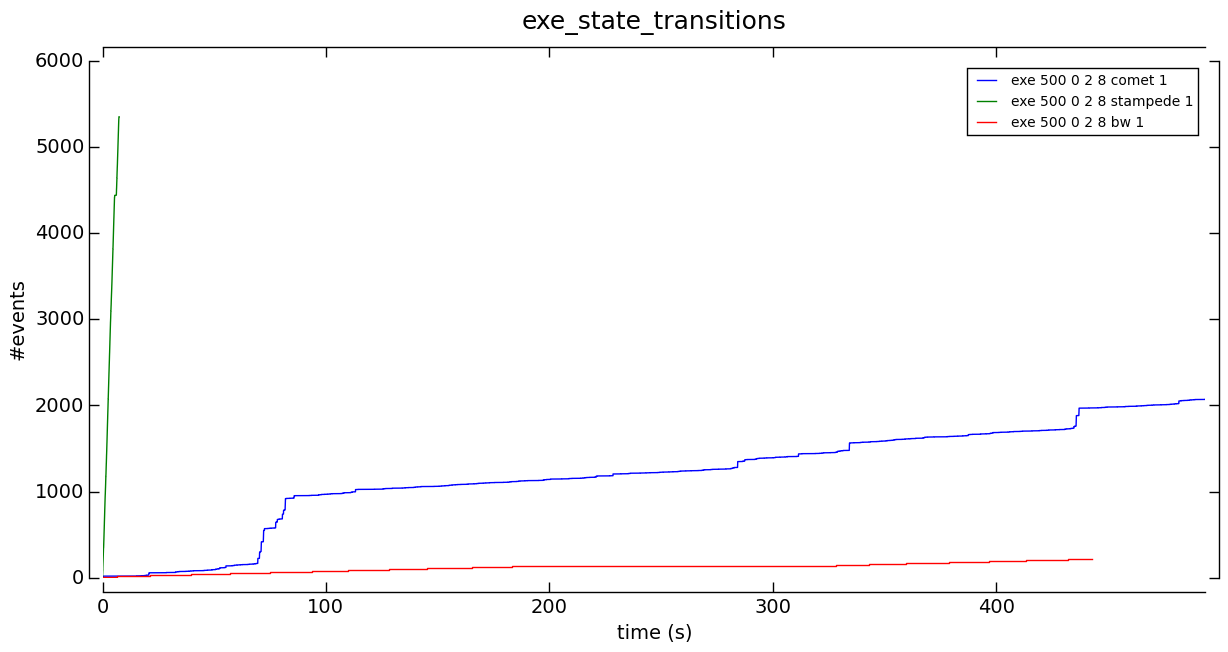 exe_state_transitions
6000
5000
4000
3000
2000
1000
0
#events
exe 500 0 2 8 comet 1
exe 500 0 2 8 stampede 1
exe 500 0 2 8 bw 1
0 100 200 300 400
time (s)